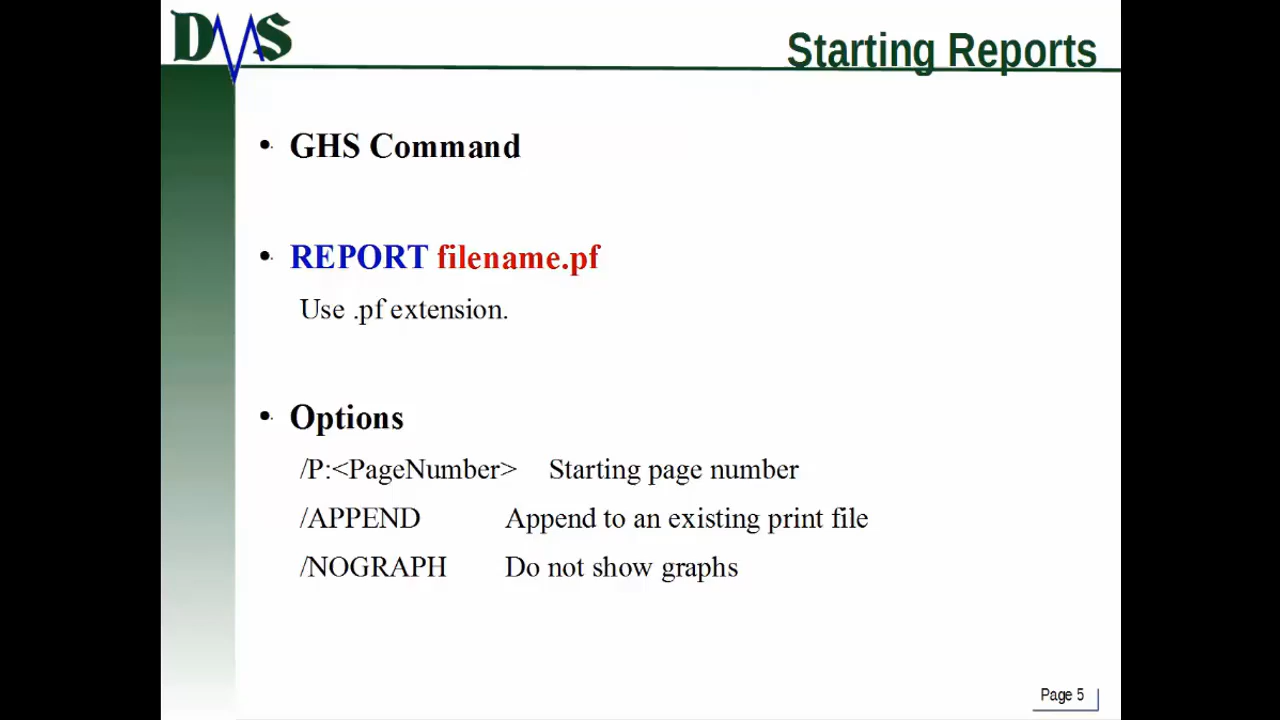 DMS
Starting Reports
• GHS Command
• REPORT filename.pf
Use .pf extension.
• Options
/P:<PageNumber> Starting page number
/APPEND Append to an existing print file
/NOGRAPH Do not show graphs
Page 5